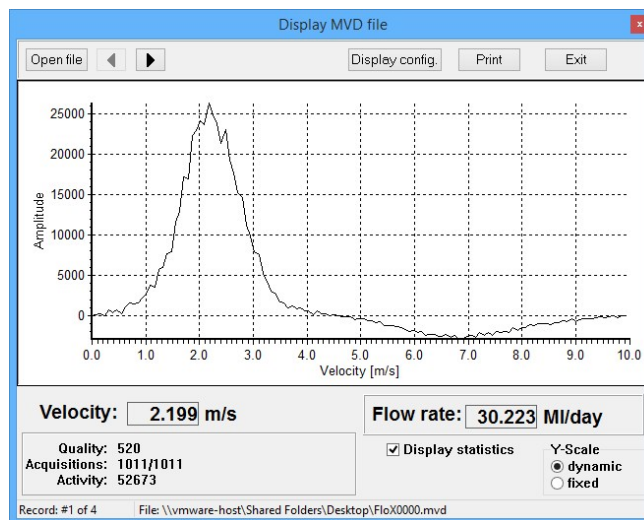 Display MVD file
x
Open file
Display config.
Print
Exit
Amplitude
25000
20000
15000
10000
5000
0
0.0 1.0 2.0 3.0 4.0 5.0 6.0 7.0 8.0 9.0 10.0
Velocity [m/s]
Velocity: 2.199 m/s
Flow rate: 30.223 Ml/day
Quality: 520
Acquisitions: 1011/1011
Activity: 52673
Display statistics
Y-Scale
dynamic
fixed
Record: #1 of 4 File: \\vmware-host\Shared Folders\Desktop\FloX0000.mvd